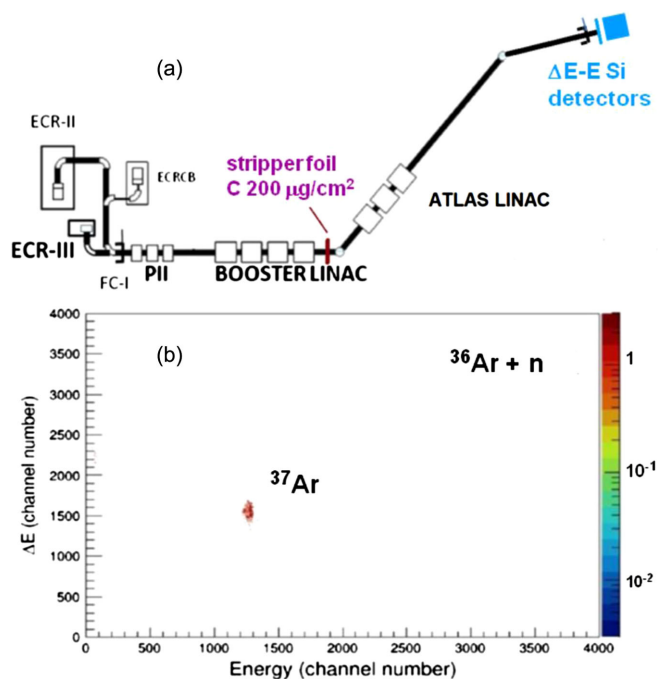 (a)
ΔE-E Si
detectors
ECR-II
ECRCB
stripperfoil
C 200 μg/cm²
ATLAS LINAC
ECR-III
FC-I
PII
BOOSTER LINAC
(b)
³⁶Ar + n
³⁷Ar
ΔE (channel number)
4000
3500
3000
2500
2000
1500
1000
500
0
0 500 1000 1500 2000 2500 3000 3500 4000
Energy (channel number)
1
10⁻¹
10⁻²